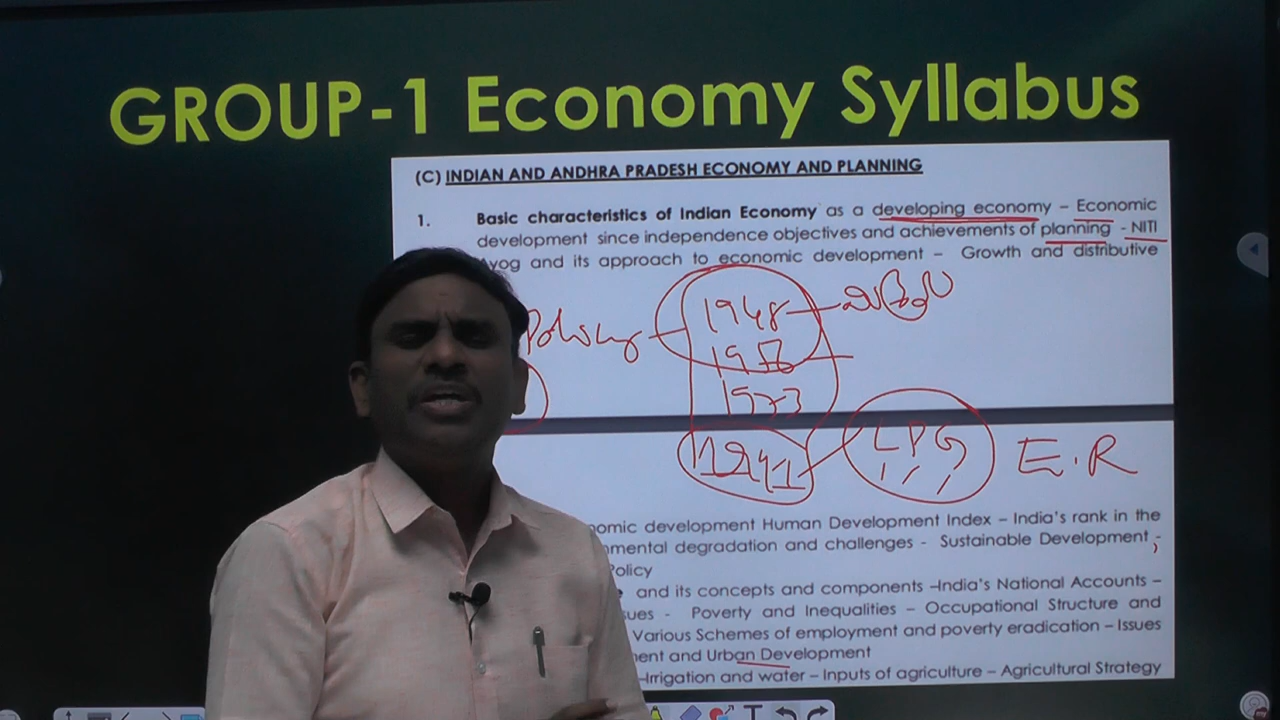 GROUP-1 Economy Syllabus
(C) INDIAN AND ANDHRA PRADESH ECONOMY AND PLANNING
1. Basic characteristics of Indian Economy as a developing economy – Economic
development since independence objectives and achievements of planning - NITI
Ayog and its approach to economic development – Growth and distributive
Policy 1948
1956
1973
1991 LPG E.R
nomic development Human Development Index – India's rank in the
nmental degradation and challenges - Sustainable Development -
Policy
and its concepts and components –India's National Accounts –
sues - Poverty and Inequalities – Occupational Structure and
Various Schemes of employment and poverty eradication – Issues
ent and Urban Development
–Irrigation and water – Inputs of agriculture – Agricultural Strategy